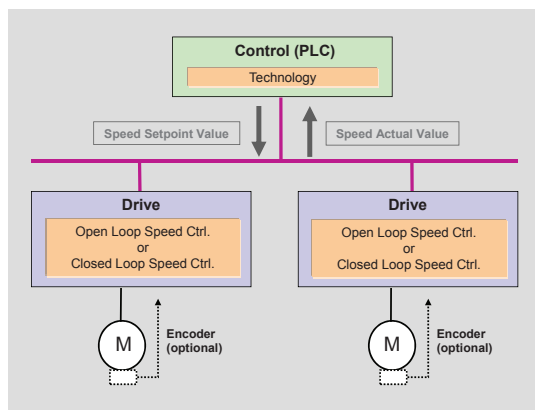 Control (PLC)
Technology
Speed Setpoint Value
Speed Actual Value
Drive
Open Loop Speed Ctrl.
or
Closed Loop Speed Ctrl.
Drive
Open Loop Speed Ctrl.
or
Closed Loop Speed Ctrl.
M
Encoder
(optional)
M
Encoder
(optional)